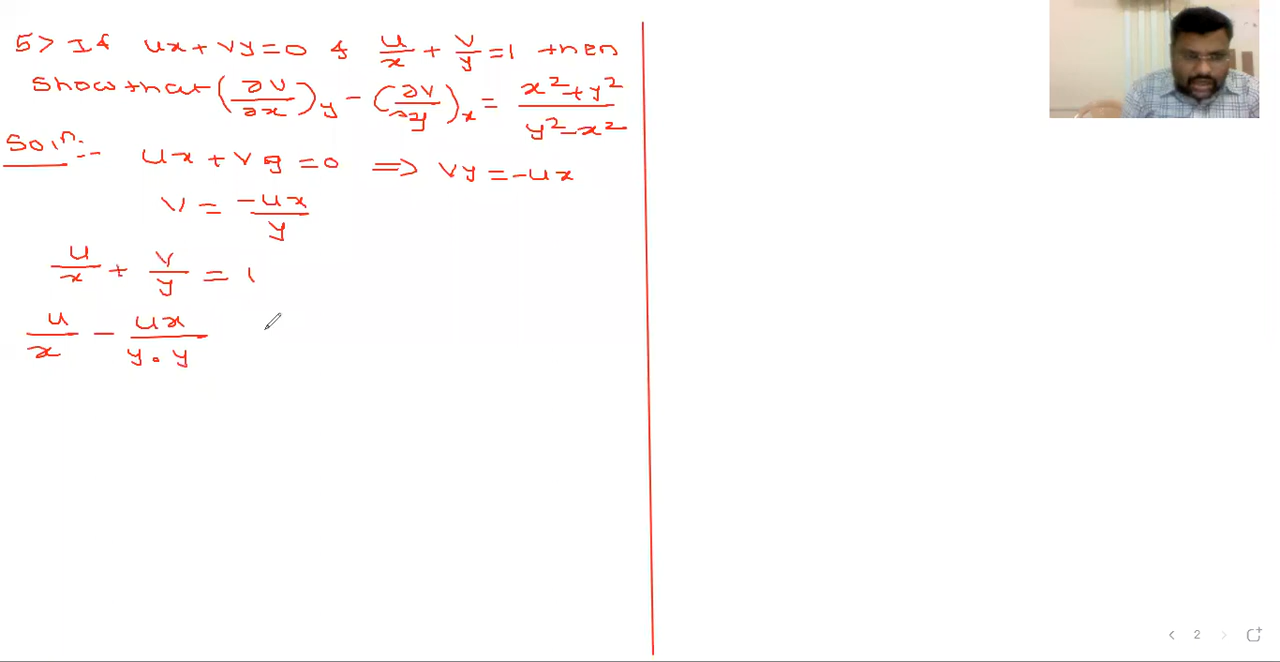 5> If ux + vy = 0 & u/x + v/y = 1 then
Show that (∂v/∂x)y − (∂v/∂y)x = x²+y²/y²−x²
Soln:-
ux + vy = 0 ⇒ vy = −ux
v = −ux/y
u/x + v/y = 1
u/x − ux/y·y
< 2 >